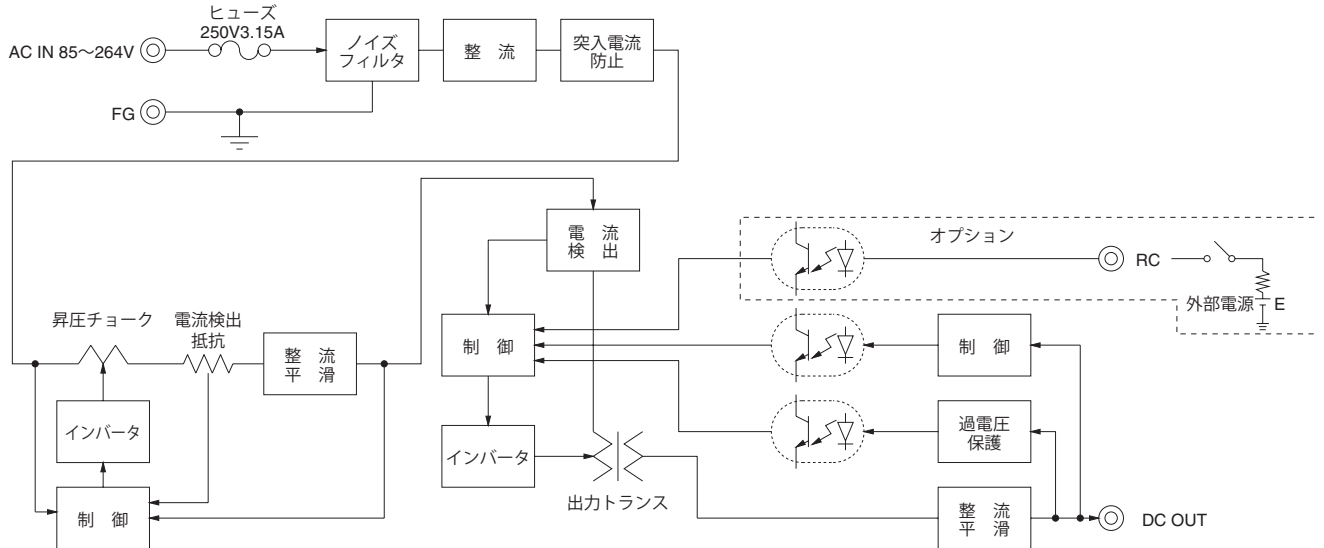 ヒューズ
250V3.15A
AC IN 85〜264V
ノイズ
フィルタ
整 流
突入電流
防止
FG
電 流
検 出
オプション
RC
外部電源
E
昇圧チョーク
電流検出
抵抗
整 流
平 滑
制 御
制 御
インバータ
過電圧
保護
インバータ
出力トランス
制 御
整 流
平 滑
DC OUT